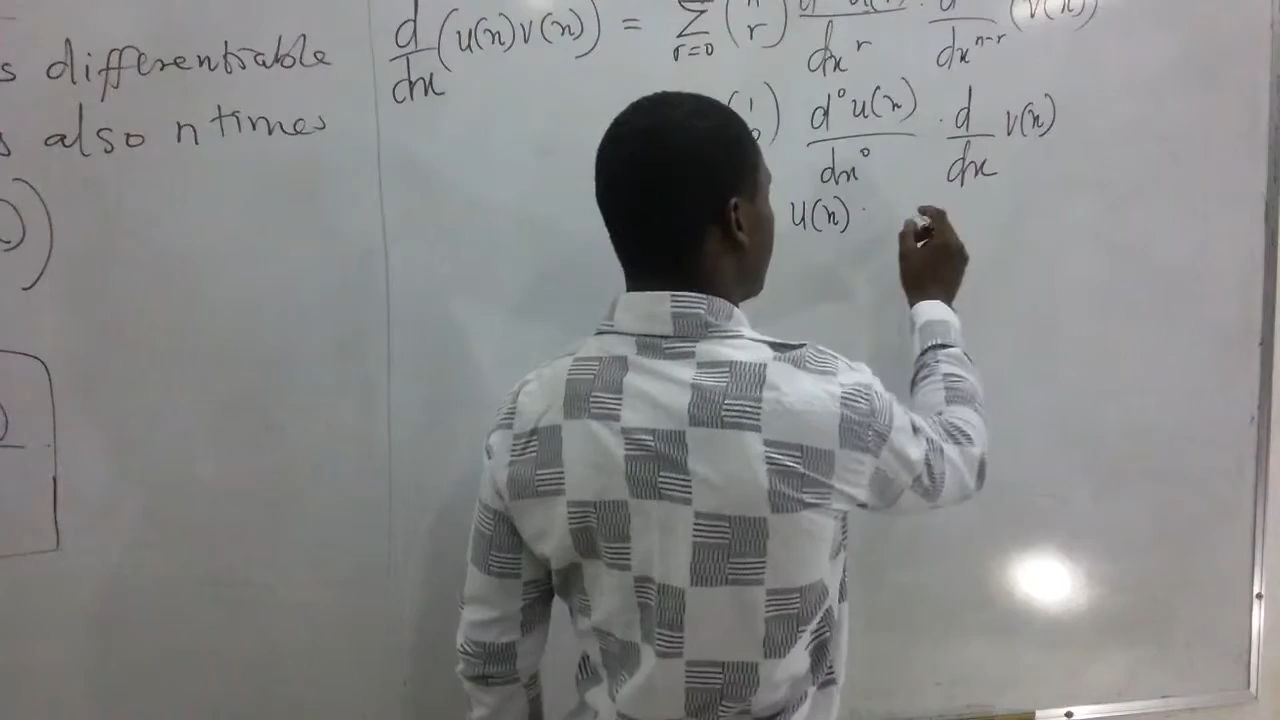 s differentiable
s also n times
d/dx (u(x)v(x)) = Σ r=0 ( r ) dx^r · dx^{n-r} (v(x))
d°u(x)/dx° · d/dx v(x)
u(x) ·